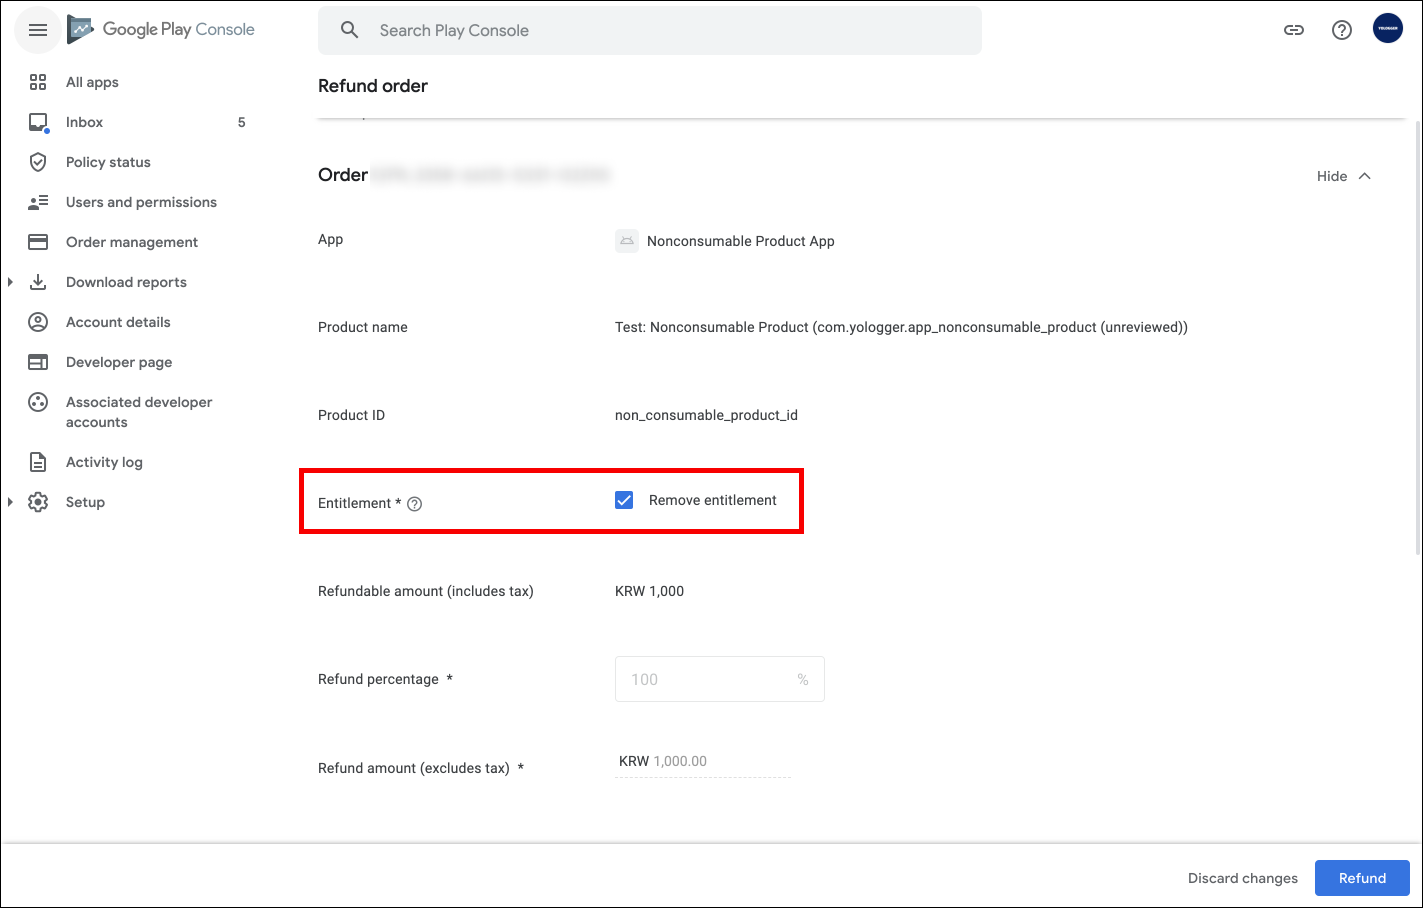 Google Play Console
Search Play Console
All apps
Inbox 5
Policy status
Users and permissions
Order management
Download reports
Account details
Developer page
Associated developer
accounts
Activity log
Setup
Refund order
Order
Hide
App
Nonconsumable Product App
Product name
Test: Nonconsumable Product (com.yologger.app_nonconsumable_product (unreviewed))
Product ID
non_consumable_product_id
Entitlement *
Remove entitlement
Refundable amount (includes tax)
KRW 1,000
Refund percentage *
100 %
Refund amount (excludes tax) *
KRW 1,000.00
Discard changes
Refund